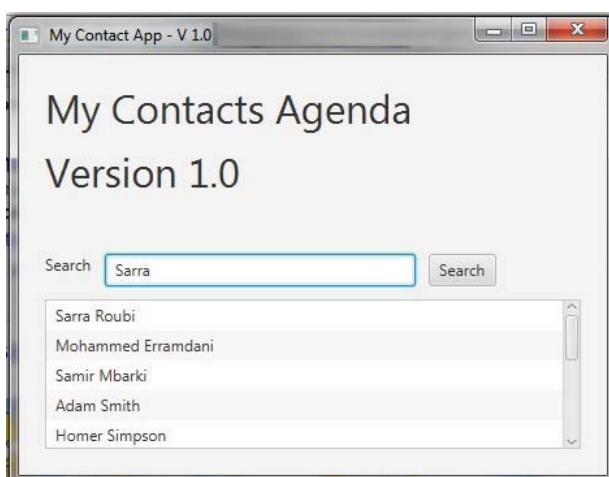 My Contact App - V 1.0
My Contacts Agenda
Version 1.0
Search Sarra Search
Sarra Roubi
Mohammed Erramdani
Samir Mbarki
Adam Smith
Homer Simpson